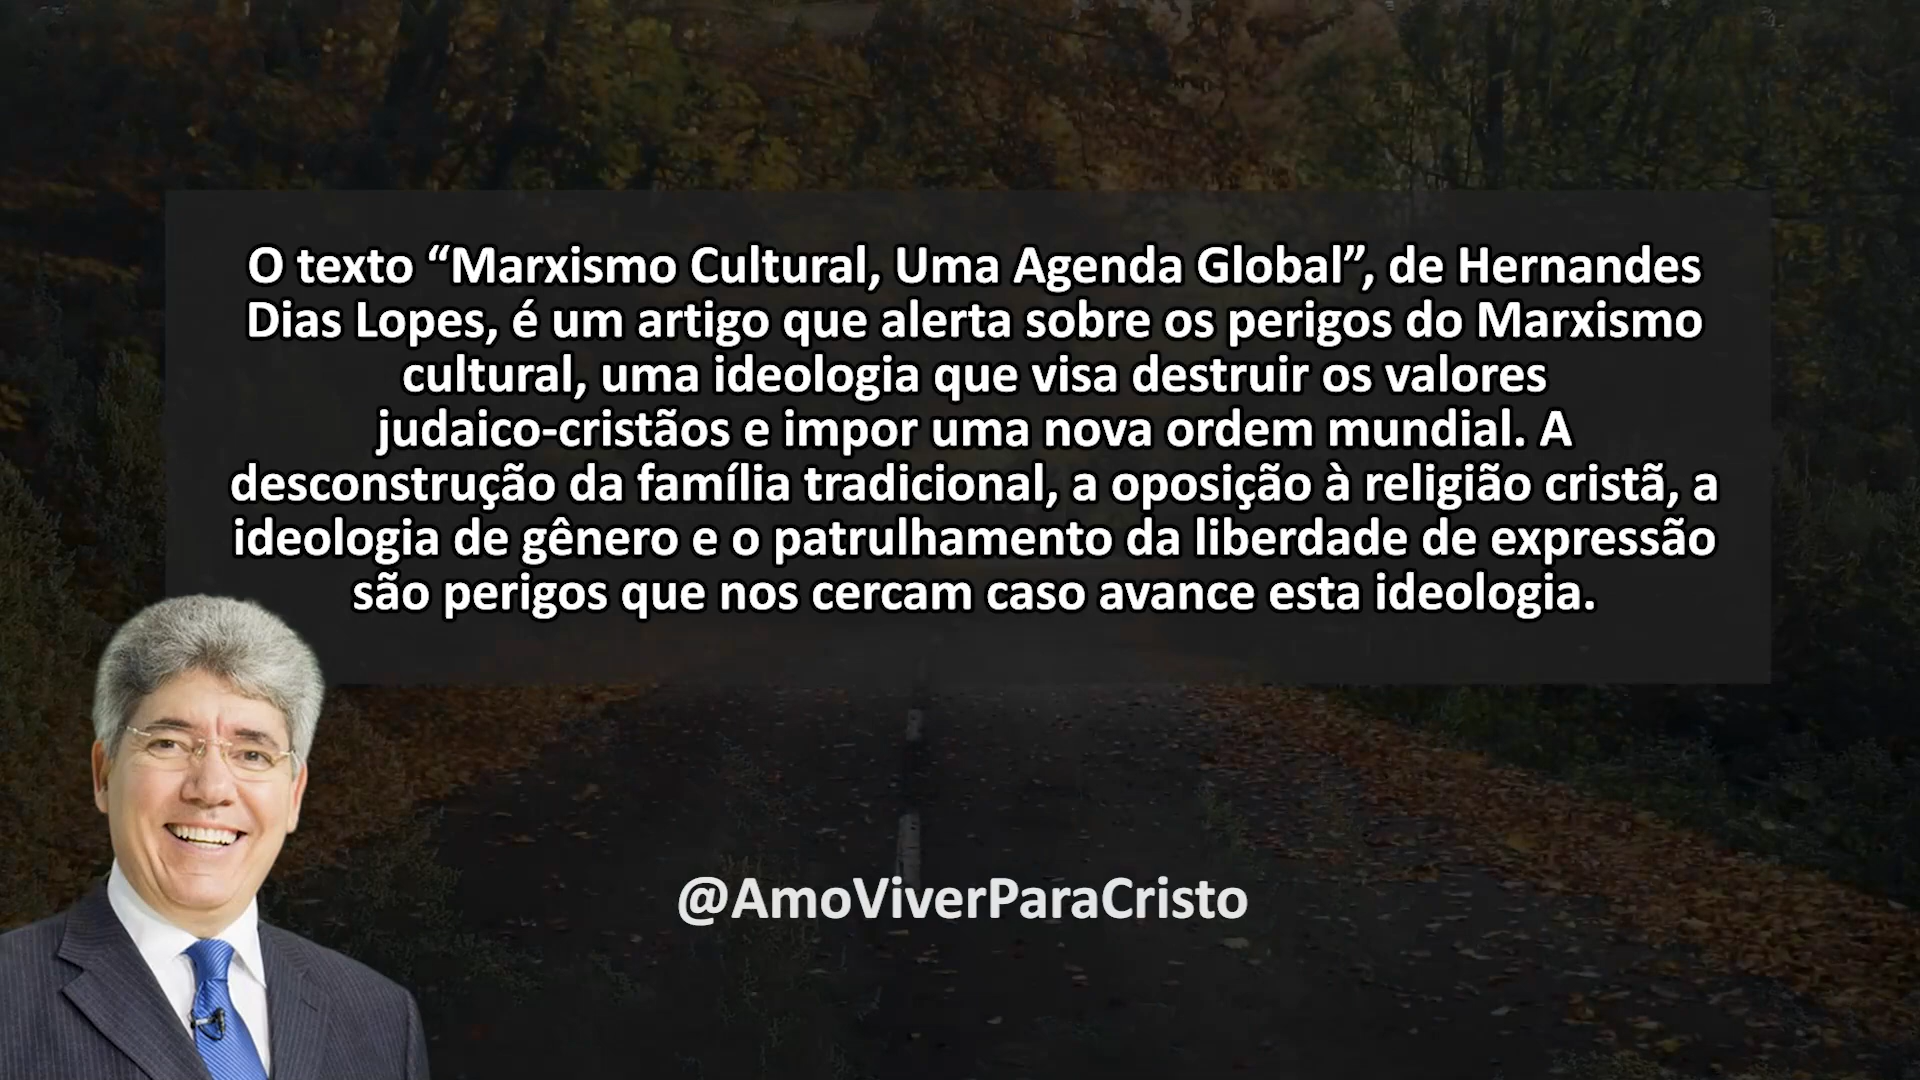 O texto “Marxismo Cultural, Uma Agenda Global”, de Hernandes
Dias Lopes, é um artigo que alerta sobre os perigos do Marxismo
cultural, uma ideologia que visa destruir os valores
judaico-cristãos e impor uma nova ordem mundial. A
desconstrução da família tradicional, a oposição à religião cristã, a
ideologia de gênero e o patrulhamento da liberdade de expressão
são perigos que nos cercam caso avance esta ideologia.
@AmoViverParaCristo